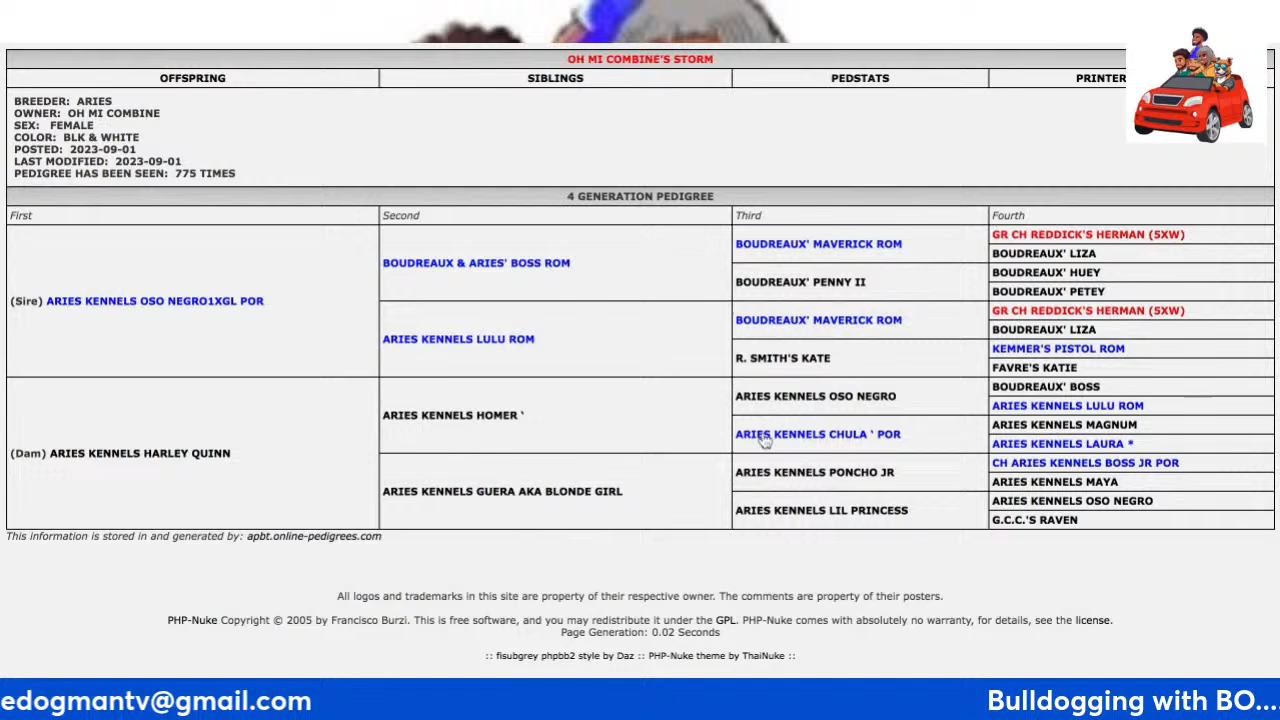 OH MI COMBINE'S STORM
OFFSPRING SIBLINGS PEDSTATS PRINTER
BREEDER: ARIES
OWNER: OH MI COMBINE
SEX: FEMALE
COLOR: BLK & WHITE
POSTED: 2023-09-01
LAST MODIFIED: 2023-09-01
PEDIGREE HAS BEEN SEEN: 775 TIMES
4 GENERATION PEDIGREE
First Second Third Fourth
(Sire) ARIES KENNELS OSO NEGRO1XGL POR
BOUDREAUX & ARIES' BOSS ROM
BOUDREAUX' MAVERICK ROM
GR CH REDDICK'S HERMAN (5XW)
BOUDREAUX' LIZA
BOUDREAUX' PENNY II
BOUDREAUX' HUEY
BOUDREAUX' PETEY
ARIES KENNELS LULU ROM
BOUDREAUX' MAVERICK ROM
GR CH REDDICK'S HERMAN (5XW)
BOUDREAUX' LIZA
R. SMITH'S KATE
KEMMER'S PISTOL ROM
FAVRE'S KATIE
(Dam) ARIES KENNELS HARLEY QUINN
ARIES KENNELS HOMER `
ARIES KENNELS OSO NEGRO
BOUDREAUX' BOSS
ARIES KENNELS LULU ROM
ARIES KENNELS CHULA ` POR
ARIES KENNELS MAGNUM
ARIES KENNELS LAURA *
ARIES KENNELS GUERA AKA BLONDE GIRL
ARIES KENNELS PONCHO JR
CH ARIES KENNELS BOSS JR POR
ARIES KENNELS MAYA
ARIES KENNELS LIL PRINCESS
ARIES KENNELS OSO NEGRO
G.C.C.'S RAVEN
This information is stored in and generated by: apbt.online-pedigrees.com
All logos and trademarks in this site are property of their respective owner. The comments are property of their posters.
PHP-Nuke Copyright © 2005 by Francisco Burzi. This is free software, and you may redistribute it under the GPL. PHP-Nuke comes with absolutely no warranty, for details, see the license.
Page Generation: 0.02 Seconds
:: fisubgrey phpbb2 style by Daz :: PHP-Nuke theme by ThaiNuke ::
edogmantv@gmail.com Bulldogging with BO....